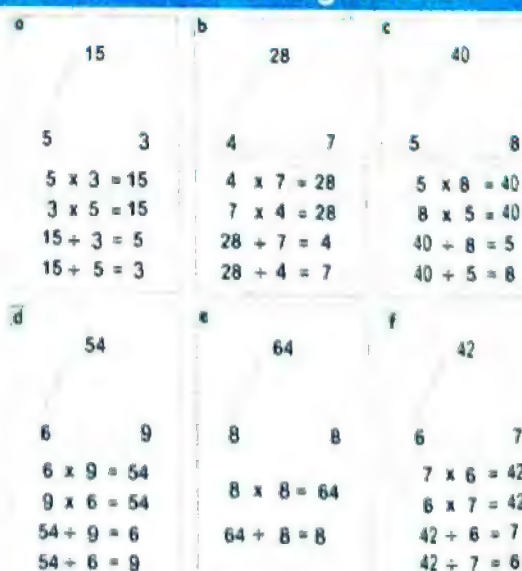 a
15
5 3
5 x 3 = 15
3 x 5 = 15
15 ÷ 3 = 5
15 ÷ 5 = 3
b
28
4 7
4 x 7 = 28
7 x 4 = 28
28 ÷ 7 = 4
28 ÷ 4 = 7
c
40
5 8
5 x 8 = 40
8 x 5 = 40
40 ÷ 8 = 5
40 ÷ 5 = 8
d
54
6 9
6 x 9 = 54
9 x 6 = 54
54 ÷ 9 = 6
54 ÷ 6 = 9
e
64
8 8
8 x 8 = 64
64 ÷ 8 = 8
f
42
6 7
7 x 6 = 42
6 x 7 = 42
42 ÷ 6 = 7
42 ÷ 7 = 6